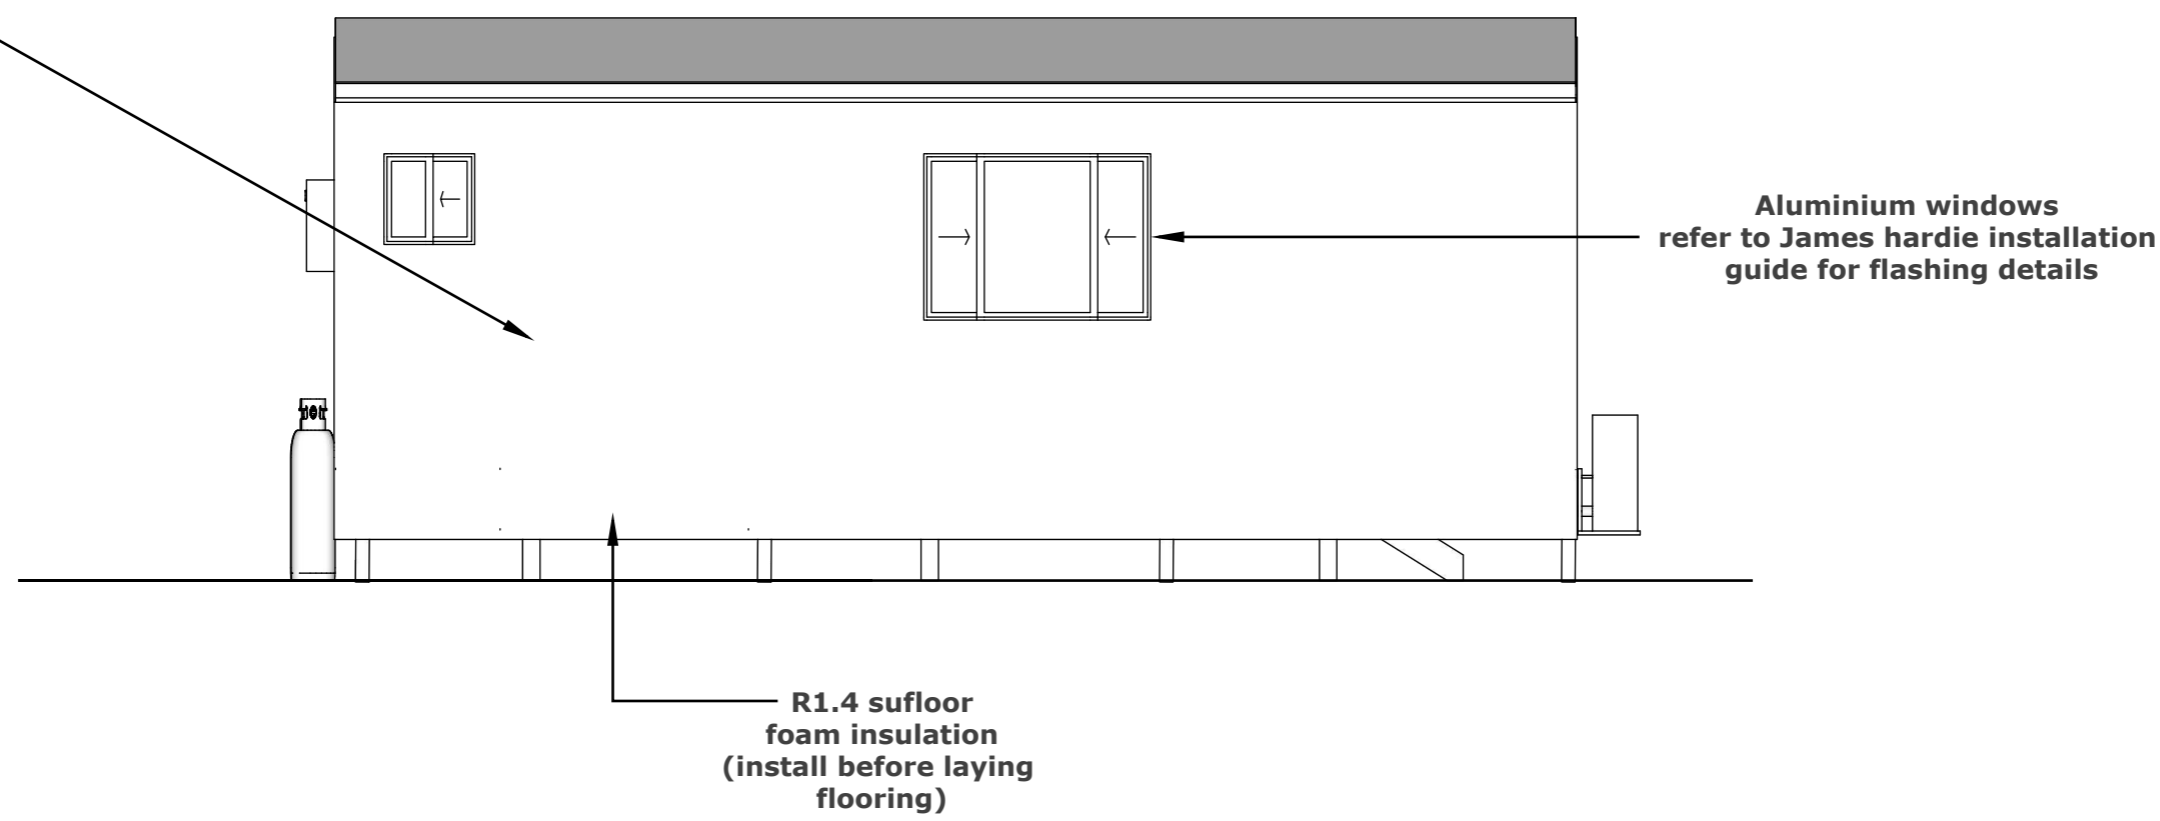 Aluminium windows
refer to James hardie installation
guide for flashing details
R1.4 sufloor
foam insulation
(install before laying
flooring)